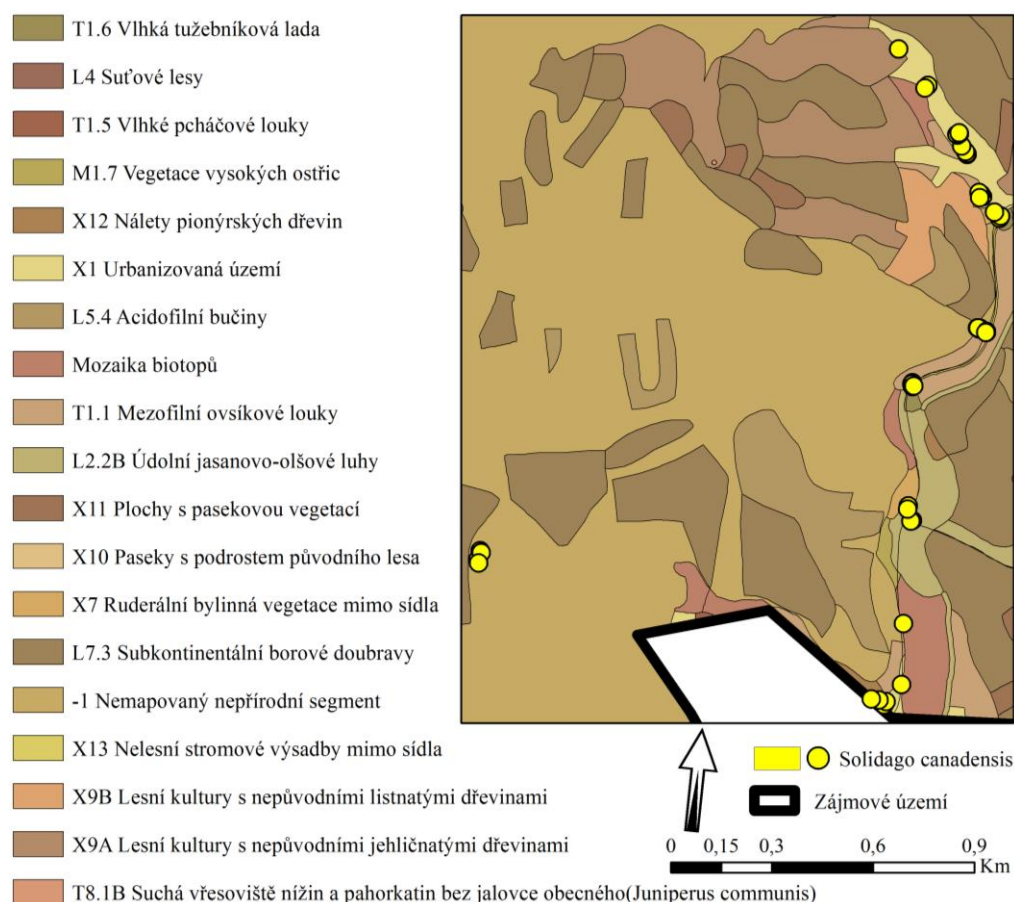 T1.6 Vlhká tužebníková lada
L4 Suťové lesy
T1.5 Vlhké pcháčové louky
M1.7 Vegetace vysokých ostřic
X12 Nálety pionýrských dřevin
X1 Urbanizovaná území
L5.4 Acidofilní bučiny
Mozaika biotopů
T1.1 Mezofilní ovsíkové louky
L2.2B Údolní jasanovo-olšové luhy
X11 Plochy s pasekovou vegetací
X10 Paseky s podrostem původního lesa
X7 Ruderální bylinná vegetace mimo sídla
L7.3 Subkontinentální borové doubravy
-1 Nemapovaný nepřírodní segment
X13 Nelesní stromové výsadby mimo sídla
X9B Lesní kultury s nepůvodními listnatými dřevinami
X9A Lesní kultury s nepůvodními jehličnatými dřevinami
T8.1B Suchá vřesoviště nížin a pahorkatin bez jalovce obecného(Juniperus communis)
Solidago canadensis
Zájmové území
0 0,15 0,3 0,6 0,9
Km